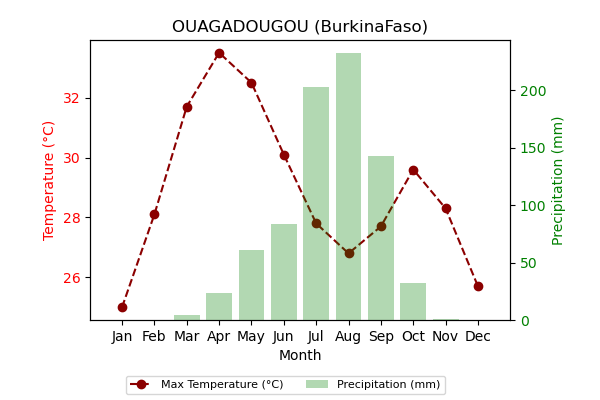 OUAGADOUGOU (BurkinaFaso)
Temperature (°C)
32
30
28
26
200
150
100
50
0
Precipitation (mm)
Jan Feb Mar Apr May Jun Jul Aug Sep Oct Nov Dec
Month
Max Temperature (°C) Precipitation (mm)